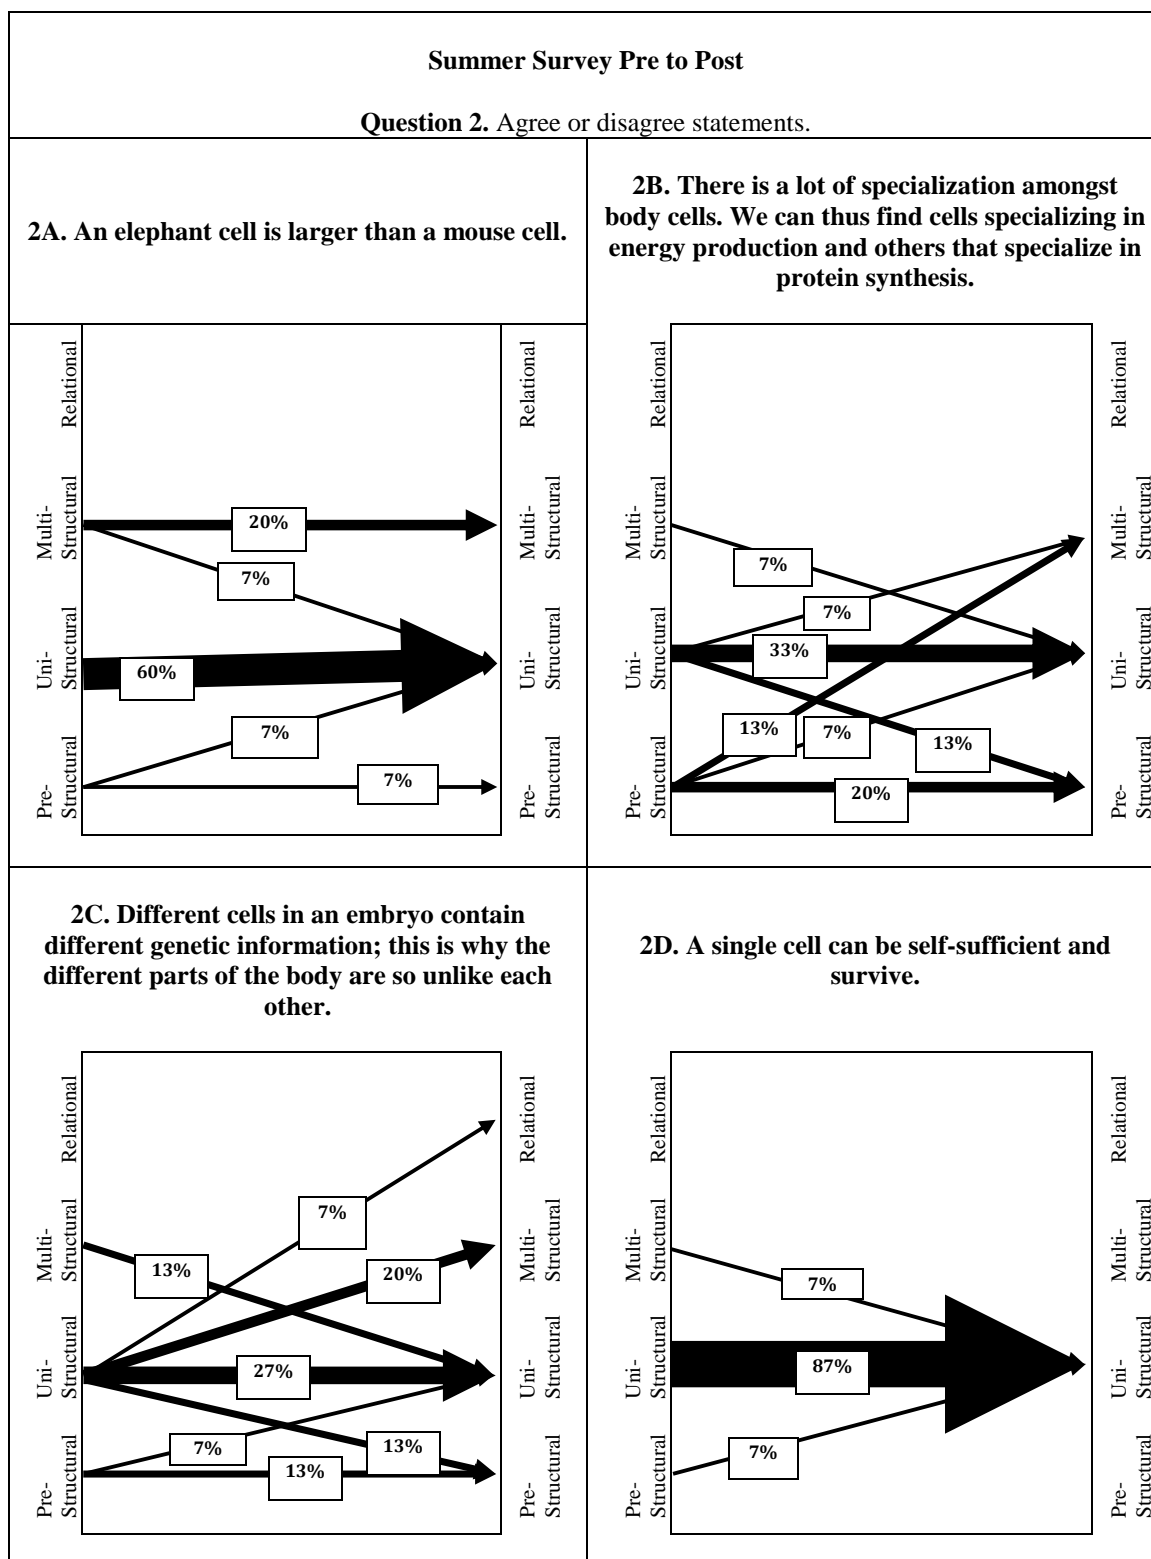 Summer Survey Pre to Post
Question 2. Agree or disagree statements.
2A. An elephant cell is larger than a mouse cell.
2B. There is a lot of specialization amongst
body cells. We can thus find cells specializing in
energy production and others that specialize in
protein synthesis.
Relational
Multi-
Structural
Uni-
Structural
Pre-
Structural
20%
7%
60%
7%
7%
Relational
Multi-
Structural
Uni-
Structural
Pre-
Structural
Relational
Multi-
Structural
Uni-
Structural
Pre-
Structural
7%
7%
33%
13%
7%
13%
20%
Relational
Multi-
Structural
Uni-
Structural
Pre-
Structural
2C. Different cells in an embryo contain
different genetic information; this is why the
different parts of the body are so unlike each
other.
2D. A single cell can be self-sufficient and
survive.
Relational
Multi-
Structural
Uni-
Structural
Pre-
Structural
7%
13%
20%
27%
7%
13%
13%
Relational
Multi-
Structural
Uni-
Structural
Pre-
Structural
Relational
Multi-
Structural
Uni-
Structural
Pre-
Structural
7%
87%
7%
Relational
Multi-
Structural
Uni-
Structural
Pre-
Structural